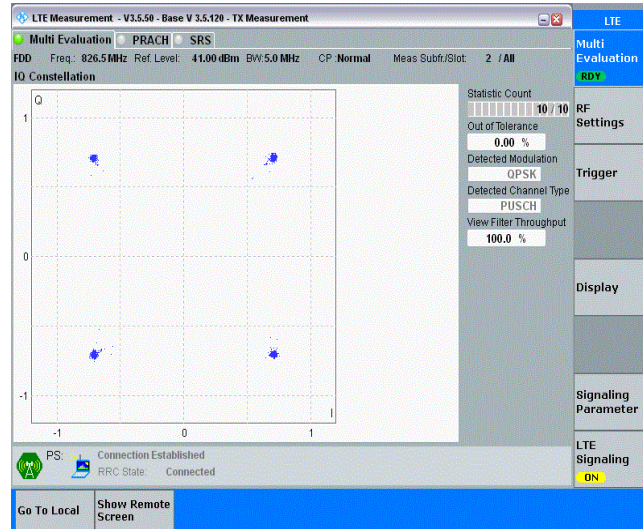 LTE Measurement - V3.5.50 - Base V 3.5.120 - TX Measurement
LTE
Multi Evaluation PRACH SRS
Multi
Evaluation
RDY
FDD Freq.: 826.5 MHz Ref. Level: 41.00 dBm BW:5.0 MHz CP :Normal Meas Subfr./Slot: 2 / All
IQ Constellation
Q
1
0
-1
-1 0 1
I
Statistic Count
10 / 10
Out of Tolerance
0.00 %
Detected Modulation
QPSK
Detected Channel Type
PUSCH
View Filter Throughput
100.0 %
RF
Settings
Trigger
Display
Signaling
Parameter
LTE
Signaling
ON
PS: Connection Established
RRC State: Connected
Go To Local
Show Remote
Screen